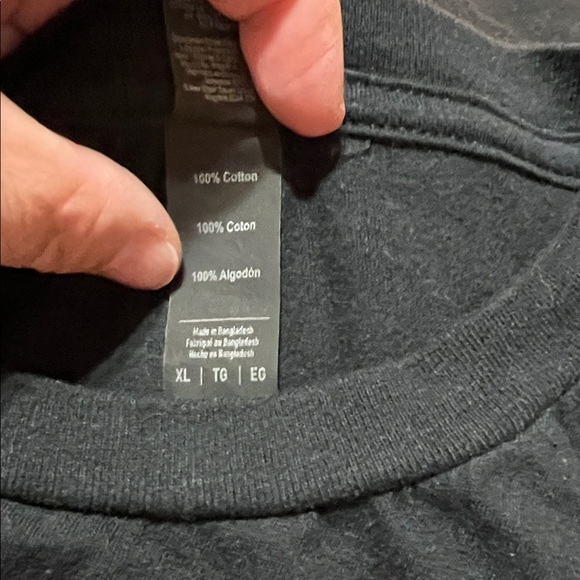 100% Cotton
100% Coton
100% Algodón
Made in Bangladesh
Fabriqué au Bangladesh
Hecho en Bangladesh
XL | TG | EG